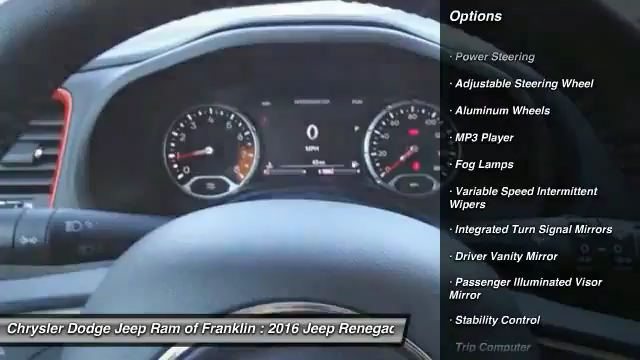 Options
· Power Steering
· Adjustable Steering Wheel
· Aluminum Wheels
· MP3 Player
· Fog Lamps
· Variable Speed Intermittent
Wipers
· Integrated Turn Signal Mirrors
· Driver Vanity Mirror
· Passenger Illuminated Visor
Mirror
· Stability Control
· Trip Computer
0
MPH
Chrysler Dodge Jeep Ram of Franklin : 2016 Jeep Renegad